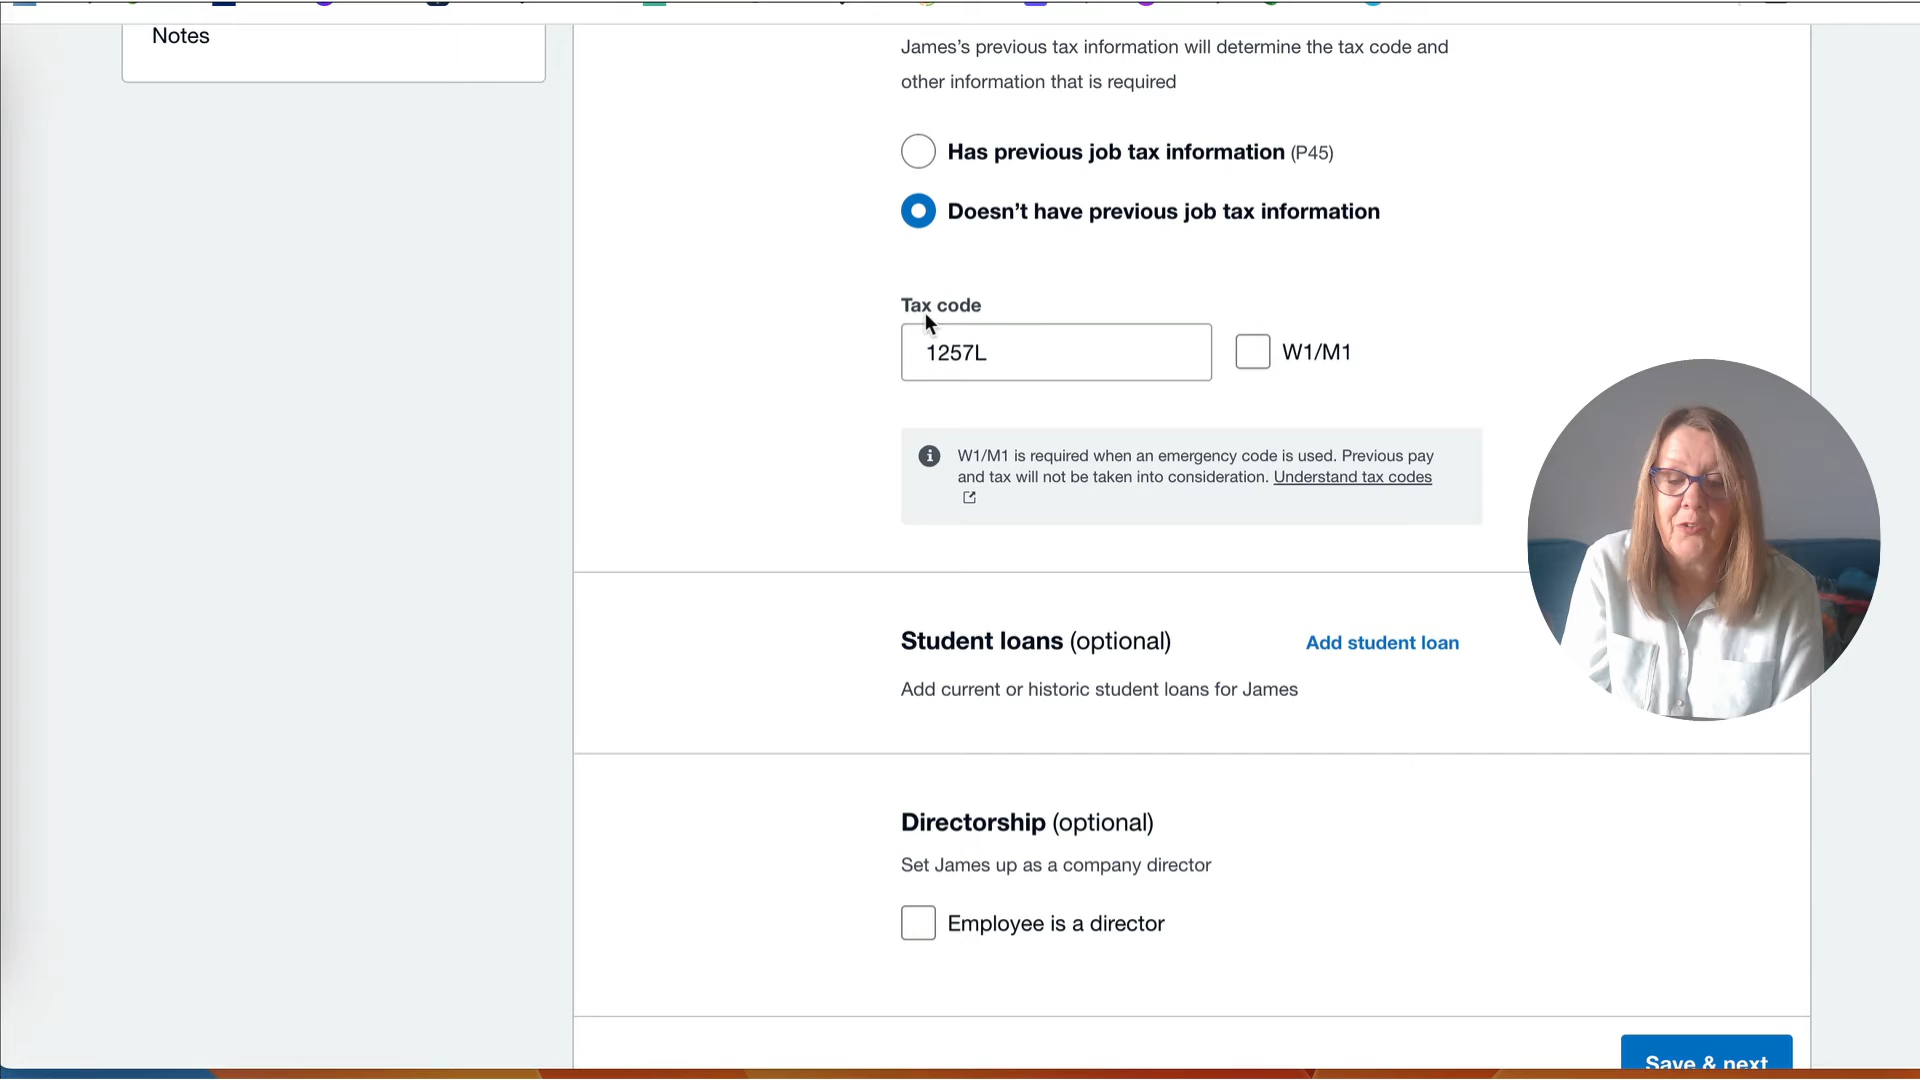 Notes
James’s previous tax information will determine the tax code and
other information that is required
Has previous job tax information (P45)
Doesn’t have previous job tax information
Tax code
1257L
W1/M1
W1/M1 is required when an emergency code is used. Previous pay
and tax will not be taken into consideration. Understand tax codes
Student loans (optional)
Add student loan
Add current or historic student loans for James
Directorship (optional)
Set James up as a company director
Employee is a director
Save & next